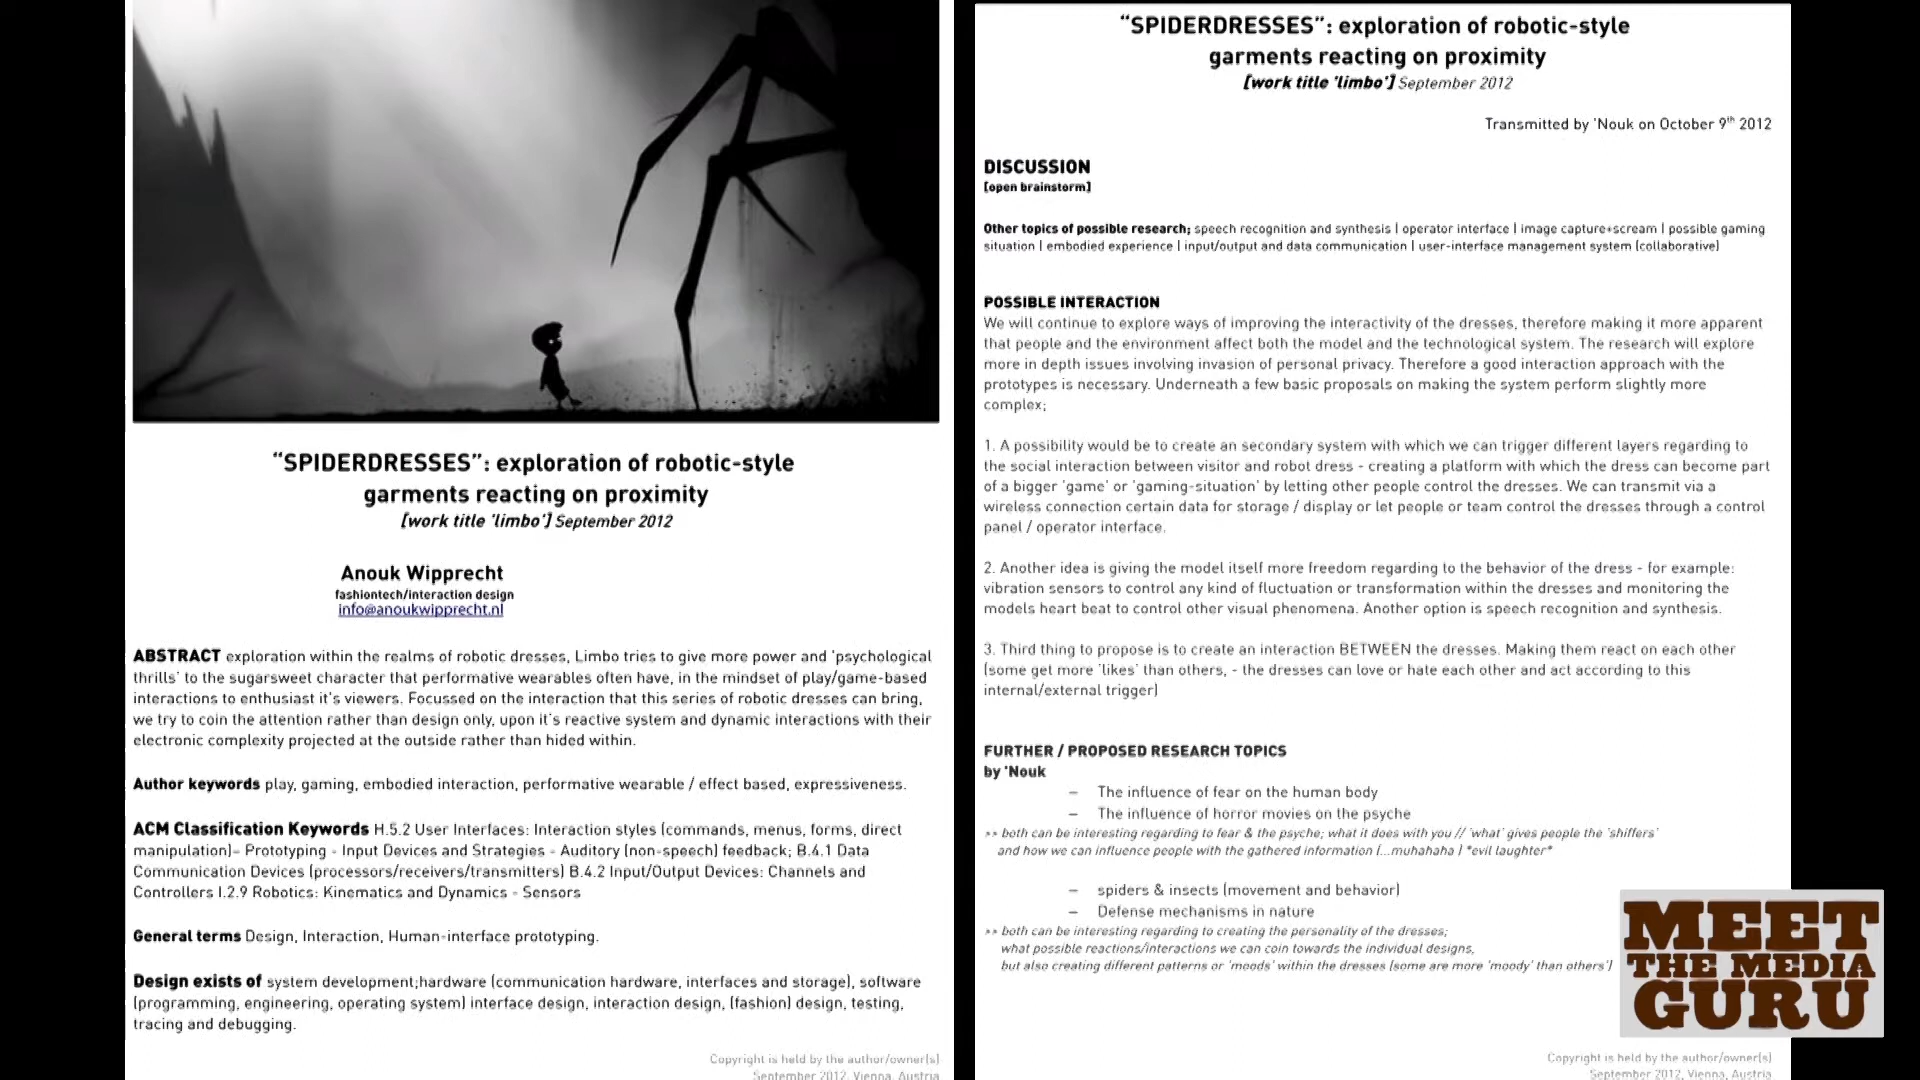 “SPIDERDRESSES”: exploration of robotic-style
garments reacting on proximity
[work title 'limbo'] September 2012
Anouk Wipprecht
fashiontech/interaction design
info@anoukwipprecht.nl
ABSTRACT exploration within the realms of robotic dresses, Limbo tries to give more power and 'psychological
thrills' to the sugarsweet character that performative wearables often have, in the mindset of play/game-based
interactions to enthusiast it's viewers. Focussed on the interaction that this series of robotic dresses can bring,
we try to coin the attention rather than design only, upon it's reactive system and dynamic interactions with their
electronic complexity projected at the outside rather than hided within.
Author keywords play, gaming, embodied interaction, performative wearable / effect based, expressiveness.
ACM Classification Keywords H.5.2 User Interfaces: Interaction styles (commands, menus, forms, direct
manipulation)- Prototyping - Input Devices and Strategies - Auditory (non-speech) feedback; B.4.1 Data
Communication Devices (processors/receivers/transmitters) B.4.2 Input/Output Devices: Channels and
Controllers I.2.9 Robotics: Kinematics and Dynamics - Sensors
General terms Design, Interaction, Human-interface prototyping.
Design exists of system development;hardware (communication hardware, interfaces and storage), software
(programming, engineering, operating system) interface design, interaction design, (fashion) design, testing,
tracing and debugging.
Copyright is held by the author/owner(s)
September 2012, Vienna, Austria
“SPIDERDRESSES”: exploration of robotic-style
garments reacting on proximity
[work title 'limbo'] September 2012
Transmitted by 'Nouk on October 9th 2012
DISCUSSION
[open brainstorm]
Other topics of possible research; speech recognition and synthesis | operator interface | image capture+scream | possible gaming
situation | embodied experience | input/output and data communication | user-interface management system (collaborative)
POSSIBLE INTERACTION
We will continue to explore ways of improving the interactivity of the dresses, therefore making it more apparent
that people and the environment affect both the model and the technological system. The research will explore
more in depth issues involving invasion of personal privacy. Therefore a good interaction approach with the
prototypes is necessary. Underneath a few basic proposals on making the system perform slightly more
complex;
1. A possibility would be to create an secondary system with which we can trigger different layers regarding to
the social interaction between visitor and robot dress - creating a platform with which the dress can become part
of a bigger 'game' or 'gaming-situation' by letting other people control the dresses. We can transmit via a
wireless connection certain data for storage / display or let people or team control the dresses through a control
panel / operator interface.
2. Another idea is giving the model itself more freedom regarding to the behavior of the dress - for example:
vibration sensors to control any kind of fluctuation or transformation within the dresses and monitoring the
models heart beat to control other visual phenomena. Another option is speech recognition and synthesis.
3. Third thing to propose is to create an interaction BETWEEN the dresses. Making them react on each other
(some get more 'likes' than others, - the dresses can love or hate each other and act according to this
internal/external trigger)
FURTHER / PROPOSED RESEARCH TOPICS
by 'Nouk
– The influence of fear on the human body
– The influence of horror movies on the psyche
>> both can be interesting regarding to fear & the psyche; what it does with you // 'what' gives people the 'shiffers'
and how we can influence people with the gathered information (...muhahaha ) *evil laughter*
– spiders & insects (movement and behavior)
– Defense mechanisms in nature
>> both can be interesting regarding to creating the personality of the dresses;
what possible reactions/interactions we can coin towards the individual designs,
but also creating different patterns or 'moods' within the dresses (some are more 'moody' than others')
Copyright is held by the author/owner(s)
September 2012, Vienna, Austria
MEET
THE MEDIA
GURU